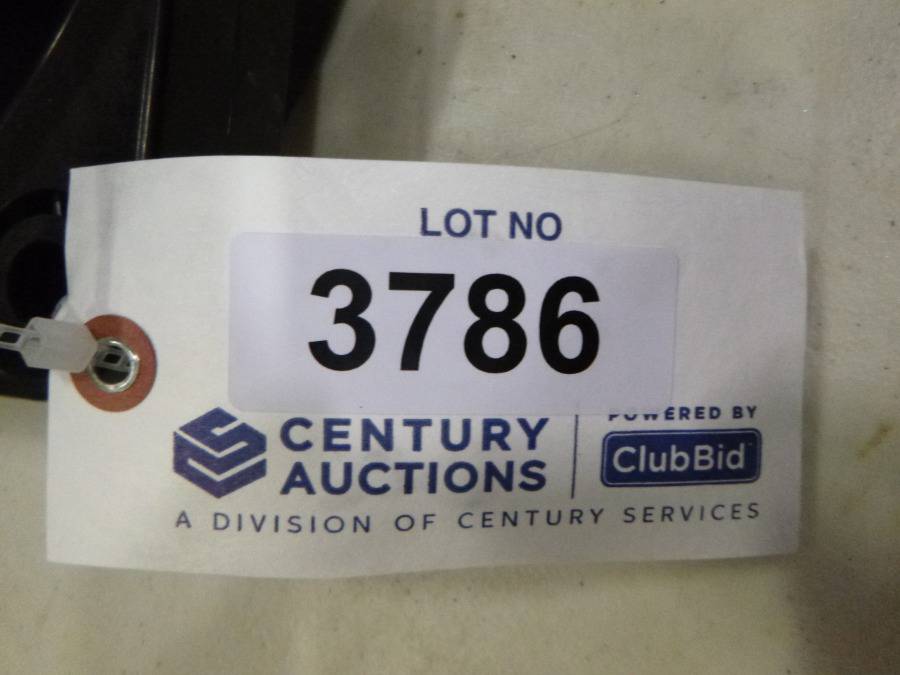 LOT NO
3786
CENTURY
AUCTIONS
POWERED BY
ClubBid
A DIVISION OF CENTURY SERVICES